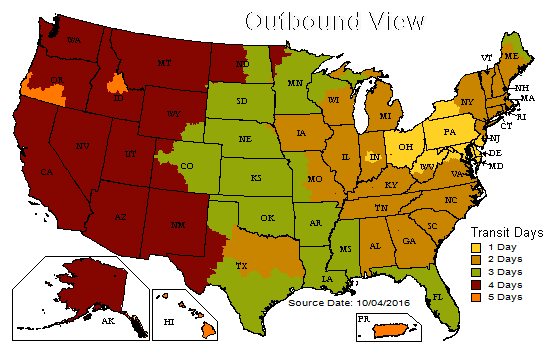 Outbound View
WA
MT
ND
MN
ME
VT
OR
ID
SD
WI
NY
NH
MA
WY
MI
RI
CT
NV
UT
NE
IA
PA
NJ
CA
CO
IL
IN
OH
DE
MD
WV
VA
KS
MO
KY
AZ
NM
OK
AR
TN
NC
SC
TX
LA
MS
AL
GA
FL
AK
HI
PR
Transit Days
1 Day
2 Days
3 Days
4 Days
5 Days
Source Date: 10/04/2016